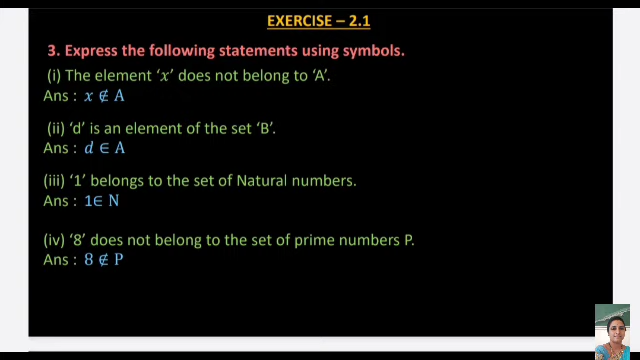 EXERCISE – 2.1
3. Express the following statements using symbols.
(i) The element ‘x’ does not belong to ‘A’.
Ans : x ∉ A
(ii) ‘d’ is an element of the set ‘B’.
Ans : d ∈ A
(iii) ‘1’ belongs to the set of Natural numbers.
Ans : 1∈ N
(iv) ‘8’ does not belong to the set of prime numbers P.
Ans : 8 ∉ P